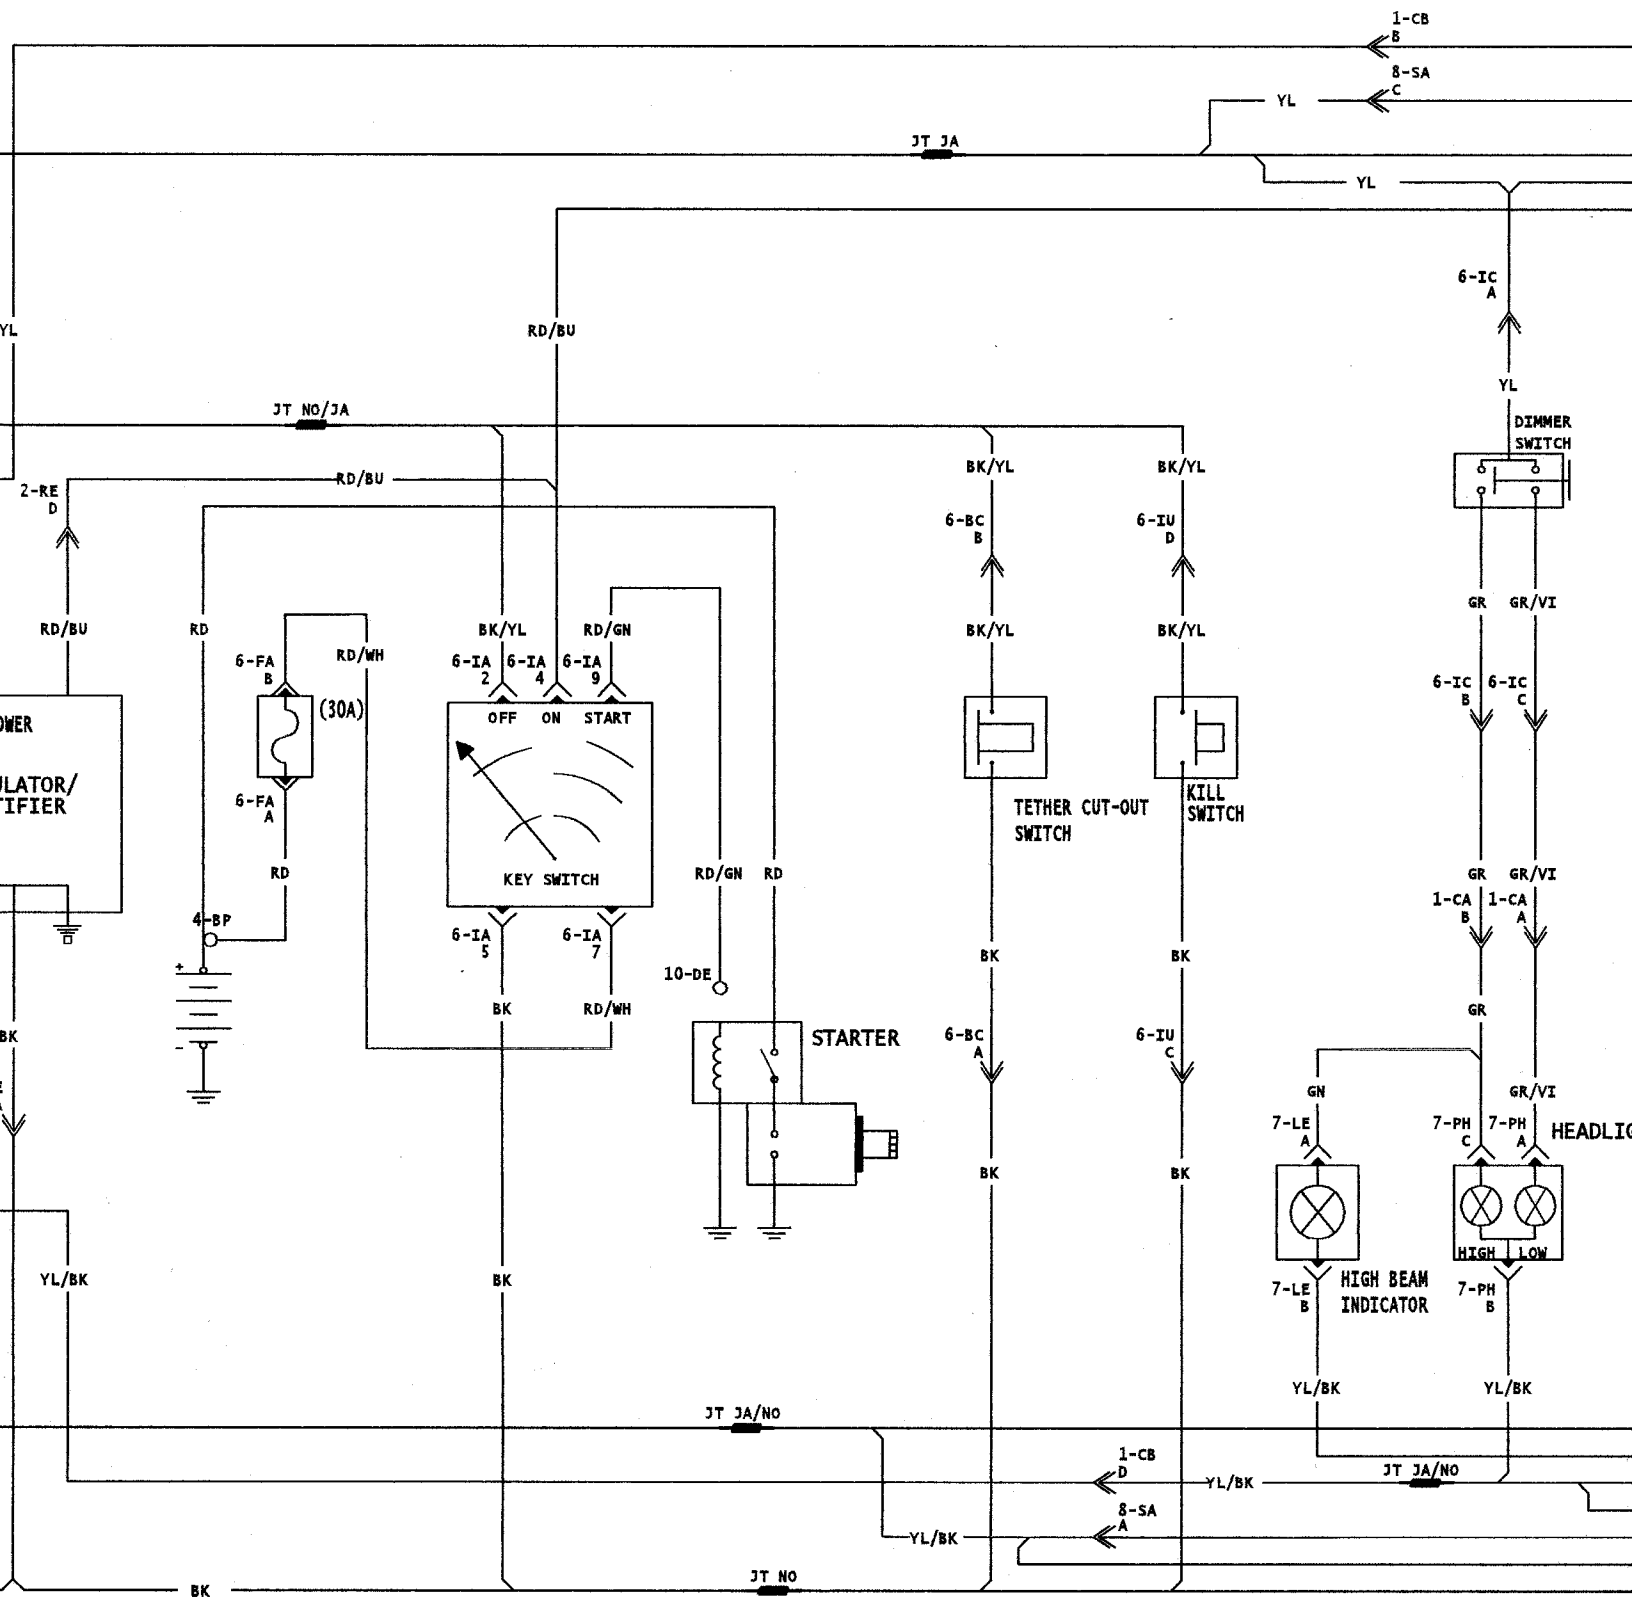 1-CB
B
8-SA
C
YL
JT JA
YL
6-IC
A
YL
RD/BU
YL
JT NO/JA
DIMMER
SWITCH
BK/YL
BK/YL
RD/BU
2-RE
D
6-BC
B
6-IU
D
GR
GR/VI
RD/BU
RD
BK/YL
RD/GN
BK/YL
BK/YL
RD/WH
6-FA
B
6-IA
2
6-IA
4
6-IA
9
6-IC
B
6-IC
C
(30A)
OFF
ON
START
OWER
ULATOR/
TIFIER
6-FA
A
TETHER CUT-OUT
SWITCH
KILL
SWITCH
RD
KEY SWITCH
RD/GN
RD
GR
GR/VI
1-CA
B
1-CA
A
4-BP
+
-
6-IA
5
6-IA
7
BK
BK
10-DE
BK
RD/WH
GR
BK
STARTER
6-BC
A
6-IU
C
GN
GR/VI
7-LE
A
7-PH
C
7-PH
A
HEADLIG
BK
BK
HIGH
LOW
YL/BK
BK
7-LE
B
HIGH BEAM
INDICATOR
7-PH
B
YL/BK
YL/BK
JT JA/NO
1-CB
D
YL/BK
JT JA/NO
8-SA
A
YL/BK
JT NO
BK